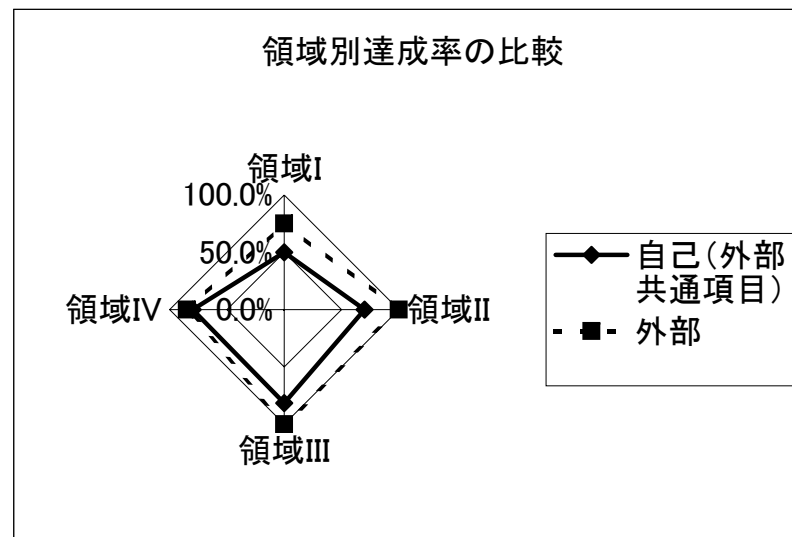 領域別達成率の比較
領域I
100.0%
50.0%
領域IV
0.0%
領域II
領域III
自己(外部
共通項目)
外部